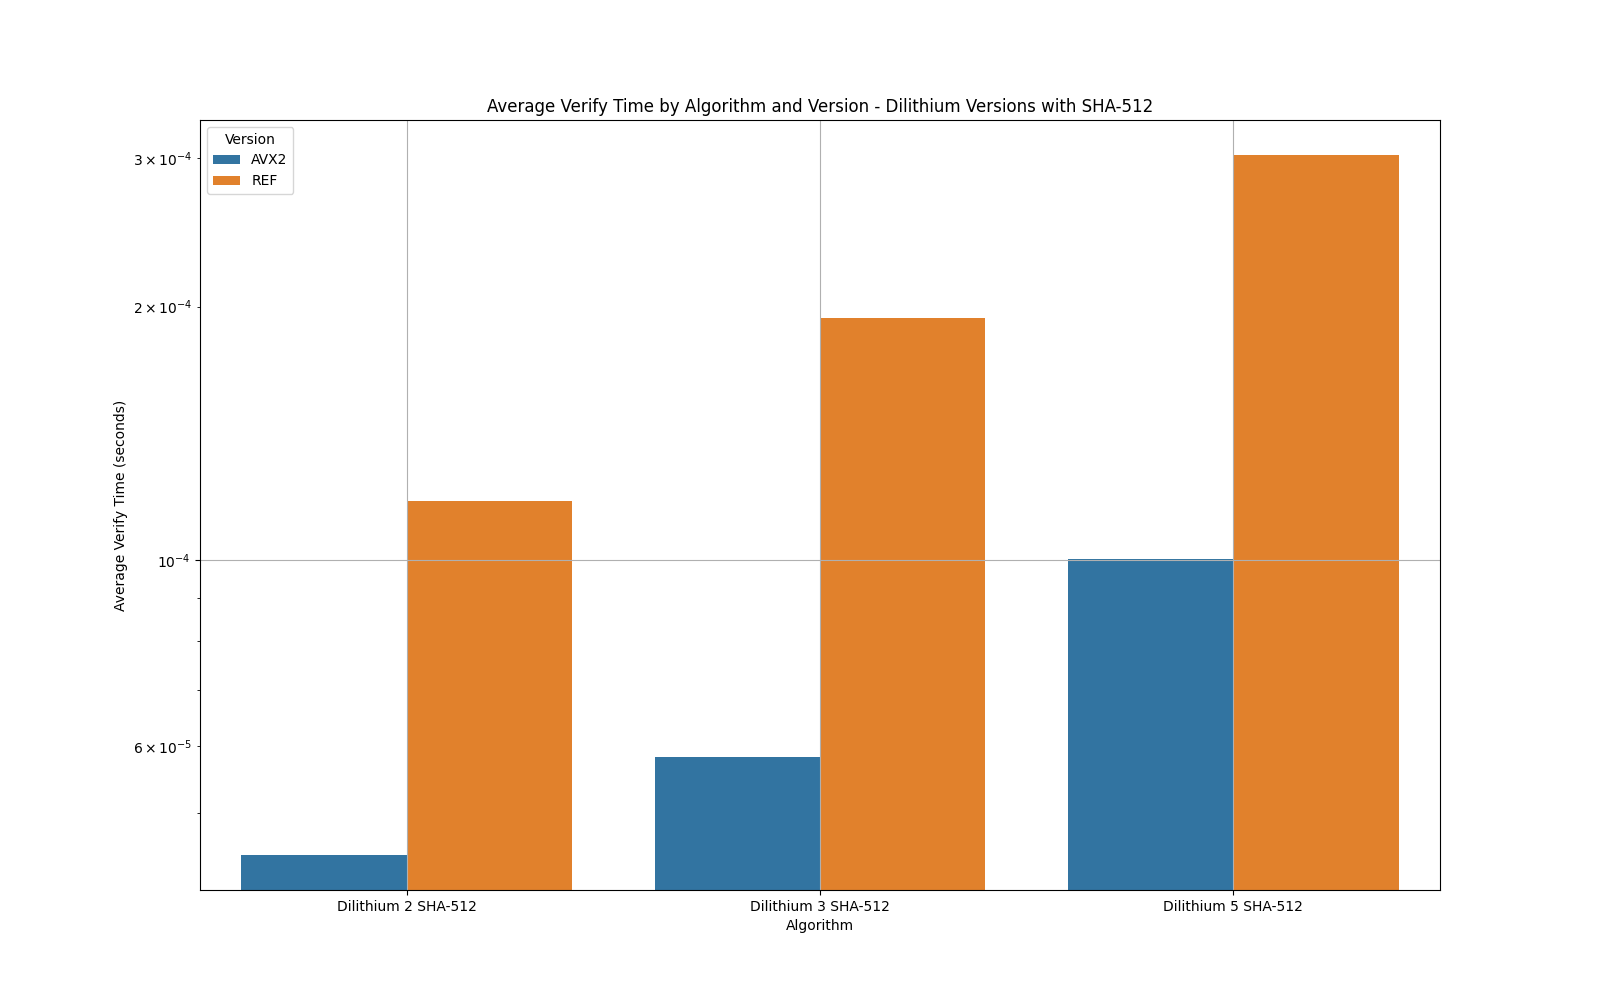 Average Verify Time by Algorithm and Version - Dilithium Versions with SHA-512
Version
AVX2
REF
3 × 10⁻⁴
2 × 10⁻⁴
10⁻⁴
6 × 10⁻⁵
Average Verify Time (seconds)
Dilithium 2 SHA-512
Dilithium 3 SHA-512
Dilithium 5 SHA-512
Algorithm